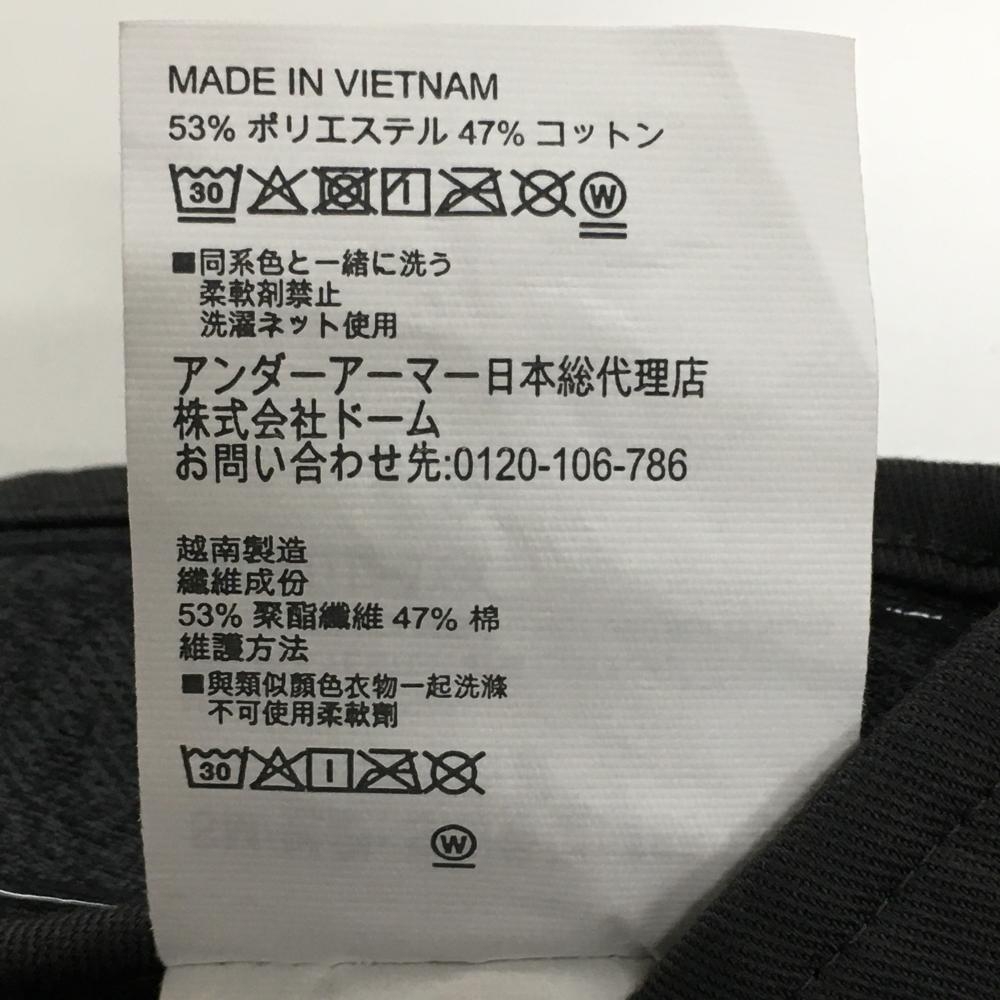 MADE IN VIETNAM
53% ポリエステル 47% コットン
30 W
■同系色と一緒に洗う
柔軟剤禁止
洗濯ネット使用
アンダーアーマー日本総代理店
株式会社ドーム
お問い合わせ先:0120-106-786
越南製造
纖維成份
53% 聚酯纖維 47% 棉
維護方法
■與類似顏色衣物一起洗滌
不可使用柔軟劑
30
W